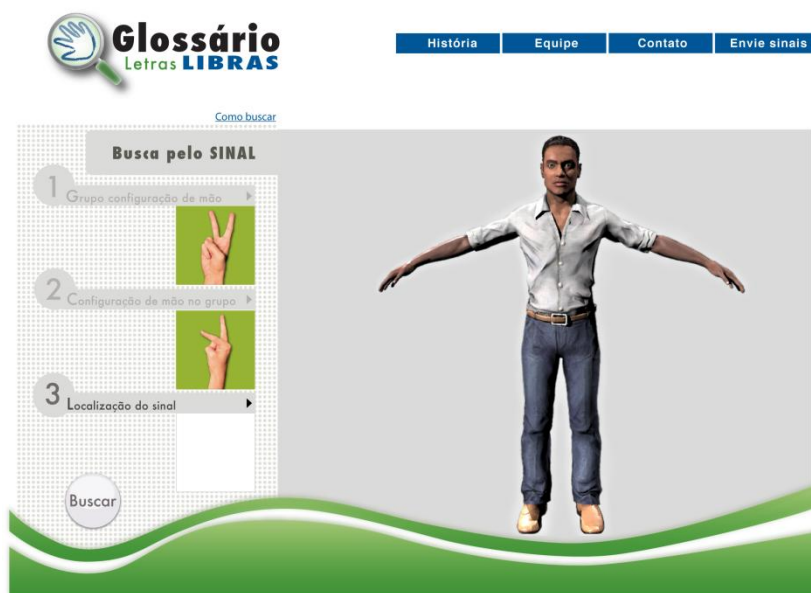 Glossário
Letras LIBRAS
História
Equipe
Contato
Envie sinais
Como buscar
Busca pelo SINAL
1 Grupo configuração de mão
2 Configuração de mão no grupo
3 Localização do sinal
Buscar